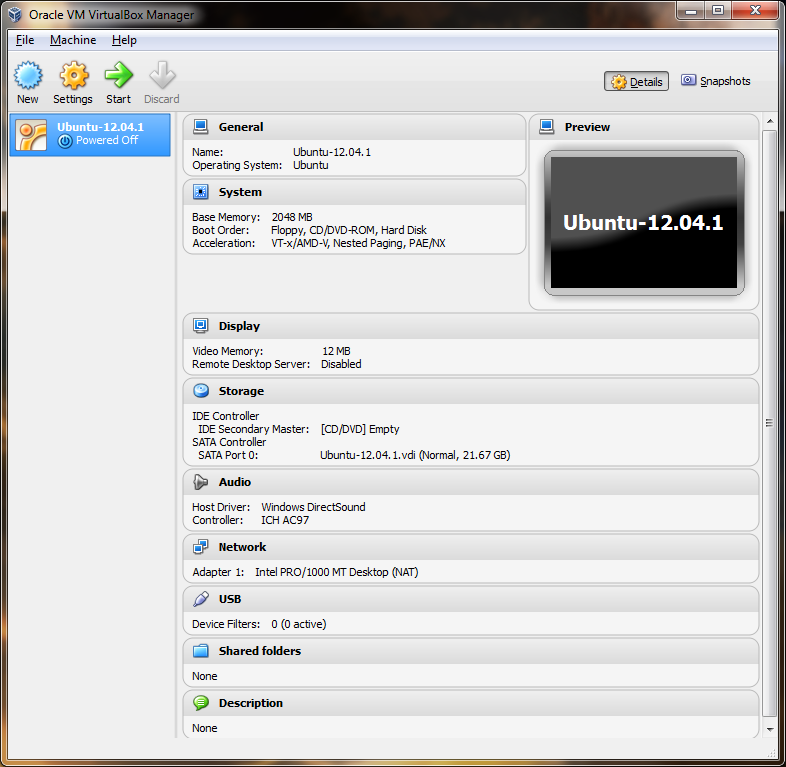 Oracle VM VirtualBox Manager
File Machine Help
New Settings Start Discard
Details Snapshots
Ubuntu-12.04.1
Powered Off
General
Name: Ubuntu-12.04.1
Operating System: Ubuntu
Preview
Ubuntu-12.04.1
System
Base Memory: 2048 MB
Boot Order: Floppy, CD/DVD-ROM, Hard Disk
Acceleration: VT-x/AMD-V, Nested Paging, PAE/NX
Display
Video Memory: 12 MB
Remote Desktop Server: Disabled
Storage
IDE Controller
IDE Secondary Master: [CD/DVD] Empty
SATA Controller
SATA Port 0: Ubuntu-12.04.1.vdi (Normal, 21.67 GB)
Audio
Host Driver: Windows DirectSound
Controller: ICH AC97
Network
Adapter 1: Intel PRO/1000 MT Desktop (NAT)
USB
Device Filters: 0 (0 active)
Shared folders
None
Description
None